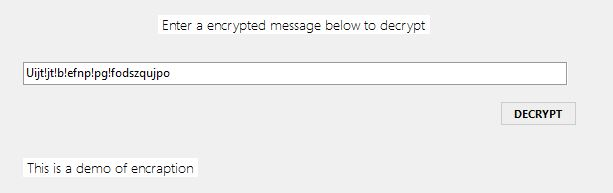 Enter a encrypted message below to decrypt
Uijt!jt!b!efnp!pg!fodszqujpo
DECRYPT
This is a demo of encraption